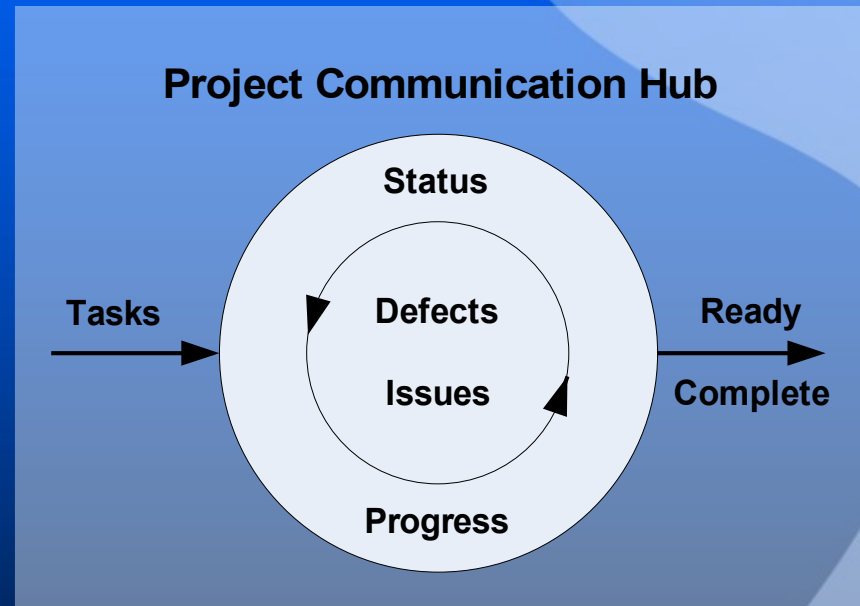 Project Communication Hub
Status
Tasks
Defects
Ready
Issues
Complete
Progress